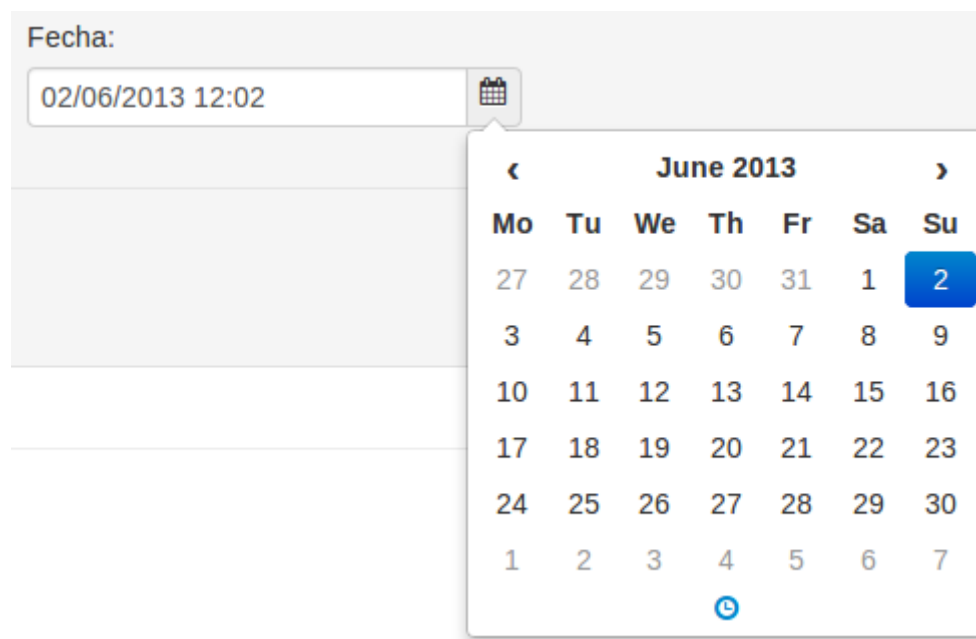 Fecha:
02/06/2013 12:02
‹ June 2013 ›
Mo Tu We Th Fr Sa Su
27 28 29 30 31 1 2
3 4 5 6 7 8 9
10 11 12 13 14 15 16
17 18 19 20 21 22 23
24 25 26 27 28 29 30
1 2 3 4 5 6 7